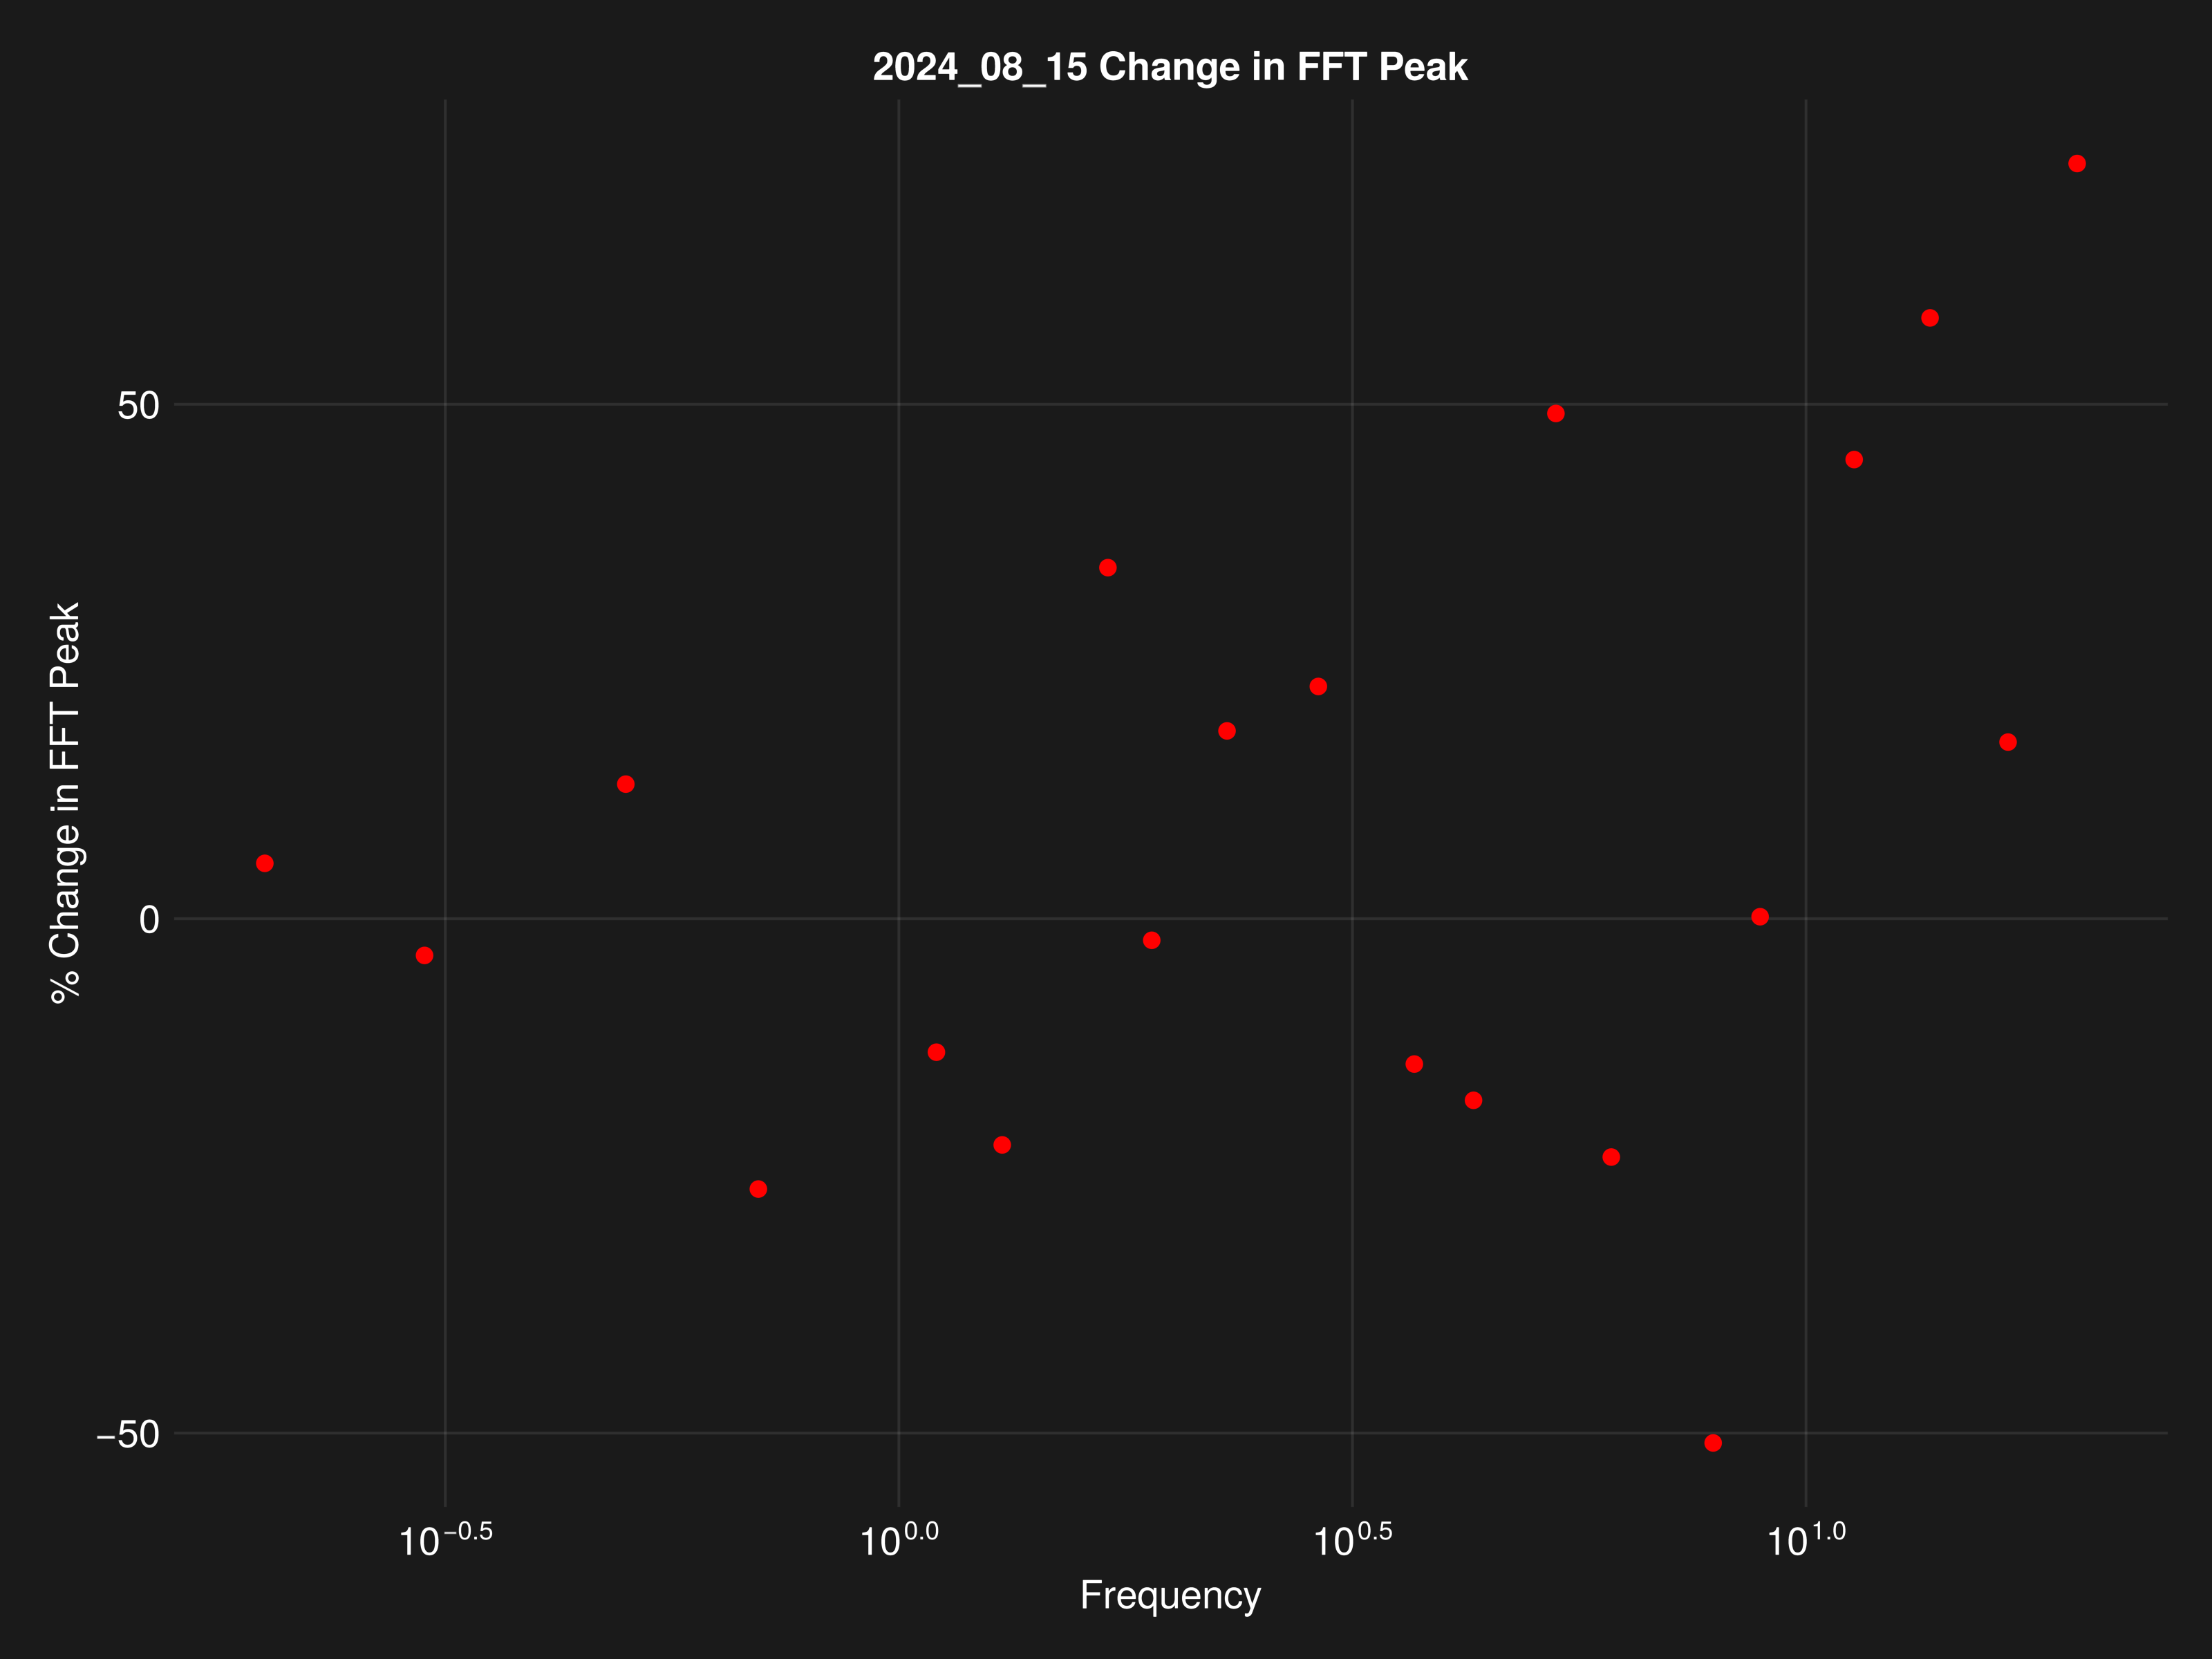 2024_08_15 Change in FFT Peak
% Change in FFT Peak
50
0
−50
10^−0.5 10^0.0 10^0.5 10^1.0
Frequency